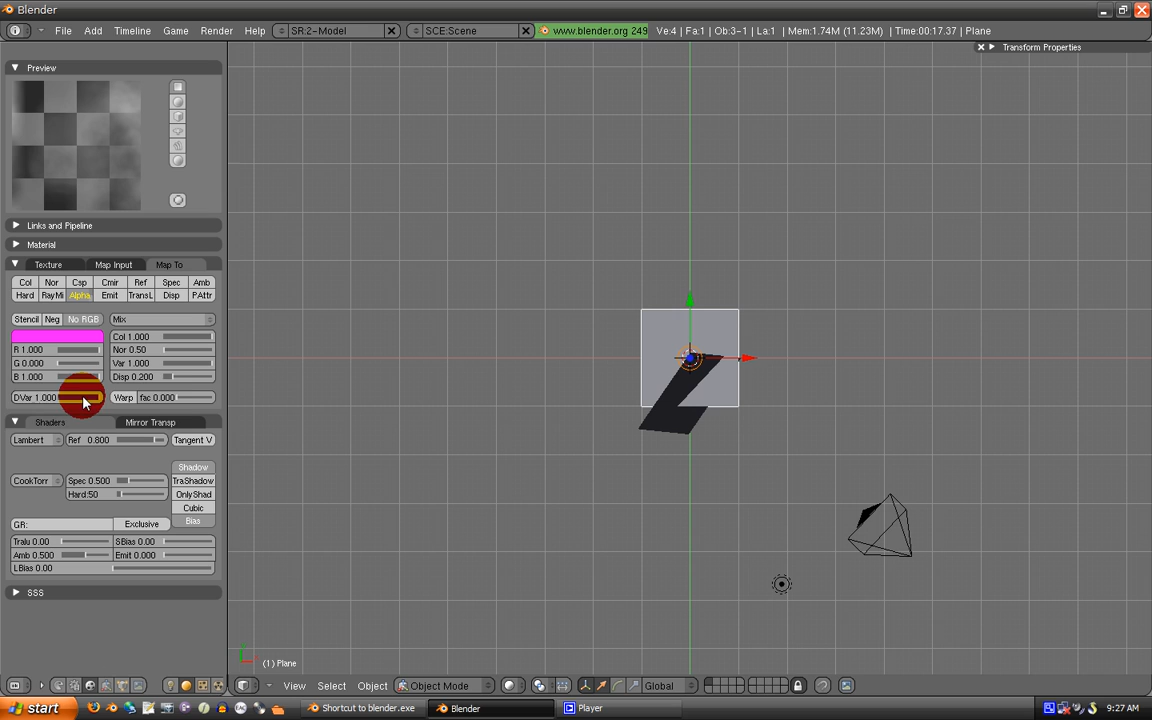 Blender
File Add Timeline Game Render Help SR:2-Model SCE:Scene www.blender.org 249 Ve:4 | Fa:1 | Ob:3-1 | La:1 | Mem:1.74M (11.23M) | Time:00:17.37 | Plane
Transform Properties
Preview
Links and Pipeline
Material
Texture Map Input Map To
Col Nor Csp Cmir Ref Spec Amb
Hard RayMi Alpha Emit TransL Disp P.Attr
Stencil Neg No RGB Mix
Col 1.000
R 1.000 Nor 0.50
G 0.000 Var 1.000
B 1.000 Disp 0.200
DVar 1.000 Warp fac 0.000
Shaders Mirror Transp
Lambert Ref 0.800 Tangent V
Shadow
CookTorr Spec 0.500 TraShadow
Hard:50 OnlyShad
Cubic
Bias
GR: Exclusive
Tralu 0.00 SBias 0.00
Amb 0.500 Emit 0.000
LBias 0.00
SSS
(1) Plane
View Select Object Object Mode Global
start Shortcut to blender.exe Blender Player 9:27 AM